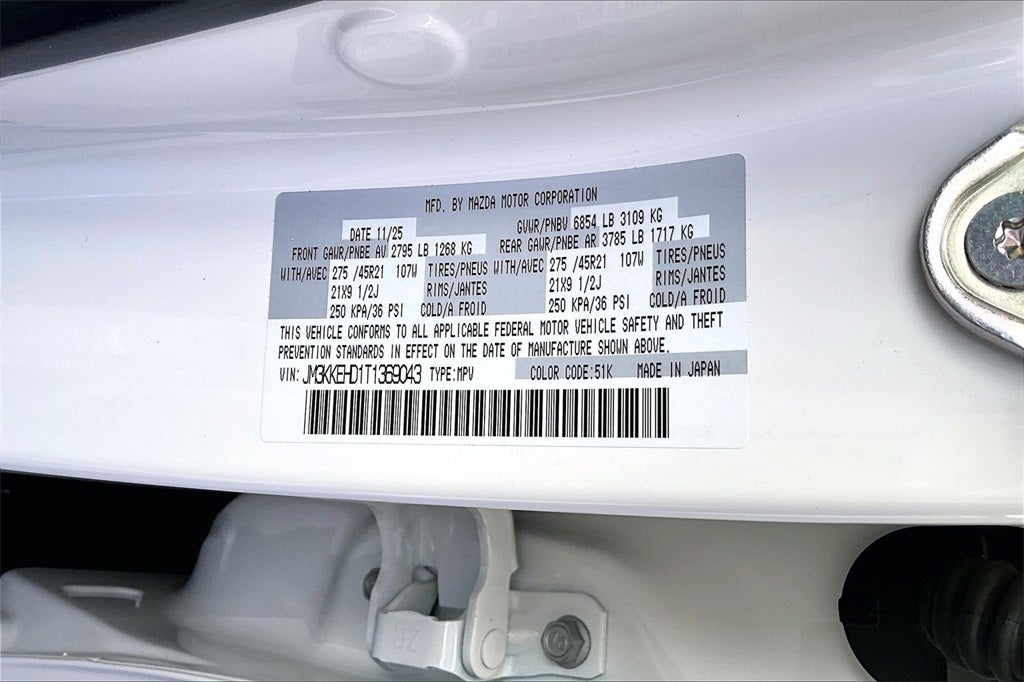 MFD. BY MAZDA MOTOR CORPORATION
DATE 11/25 GVWR/PNBV 6854 LB 3109 KG
FRONT GAWR/PNBE AV 2795 LB 1268 KG REAR GAWR/PNBE AR 3785 LB 1717 KG
WITH/AVEC 275 /45R21 107W TIRES/PNEUS WITH/AVEC 275 /45R21 107W TIRES/PNEUS
21X9 1/2J RIMS/JANTES 21X9 1/2J RIMS/JANTES
250 KPA/36 PSI COLD/A FROID 250 KPA/36 PSI COLD/A FROID
THIS VEHICLE CONFORMS TO ALL APPLICABLE FEDERAL MOTOR VEHICLE SAFETY AND THEFT
PREVENTION STANDARDS IN EFFECT ON THE DATE OF MANUFACTURE SHOWN ABOVE.
VIN: JM3KKEHD1T1369043 TYPE:MPV COLOR CODE:51K MADE IN JAPAN
ZR